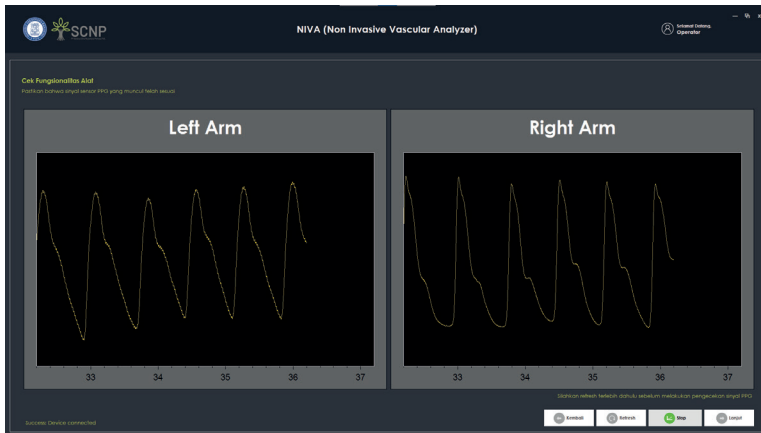 SCNP
NIVA (Non Invasive Vascular Analyzer)
Selamat Datang,
Operator
Cek Fungsionalitas Alat
Pastikan bahwa sinyal sensor PPG yang muncul telah sesuai
Left Arm
Right Arm
33 34 35 36 37
33 34 35 36 37
Silahkan refresh terlebih dahulu sebelum melakukan pengecekan sinyal PPG
Success: Device connected
Kembali
Refresh
Stop
Lanjut